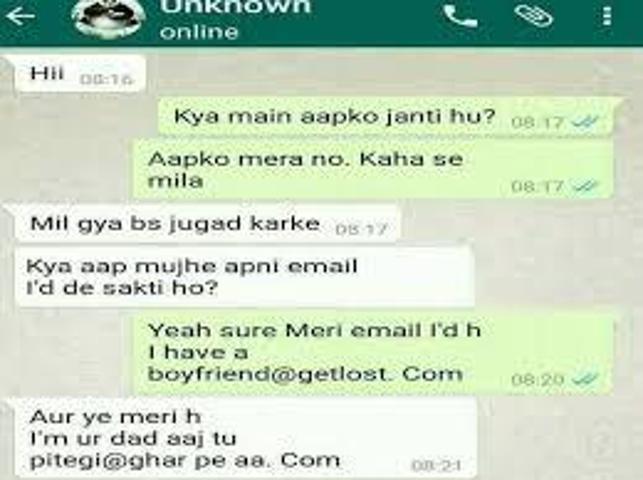 Unknown
online
Hii 08:16
Kya main aapko janti hu? 08:17
Aapko mera no. Kaha se
mila 08:17
Mil gya bs jugad karke 08:17
Kya aap mujhe apni email
I'd de sakti ho?
Yeah sure Meri email I'd h
I have a
boyfriend@getlost. Com 08:20
Aur ye meri h
I'm ur dad aaj tu
pitegi@ghar pe aa. Com 08:21